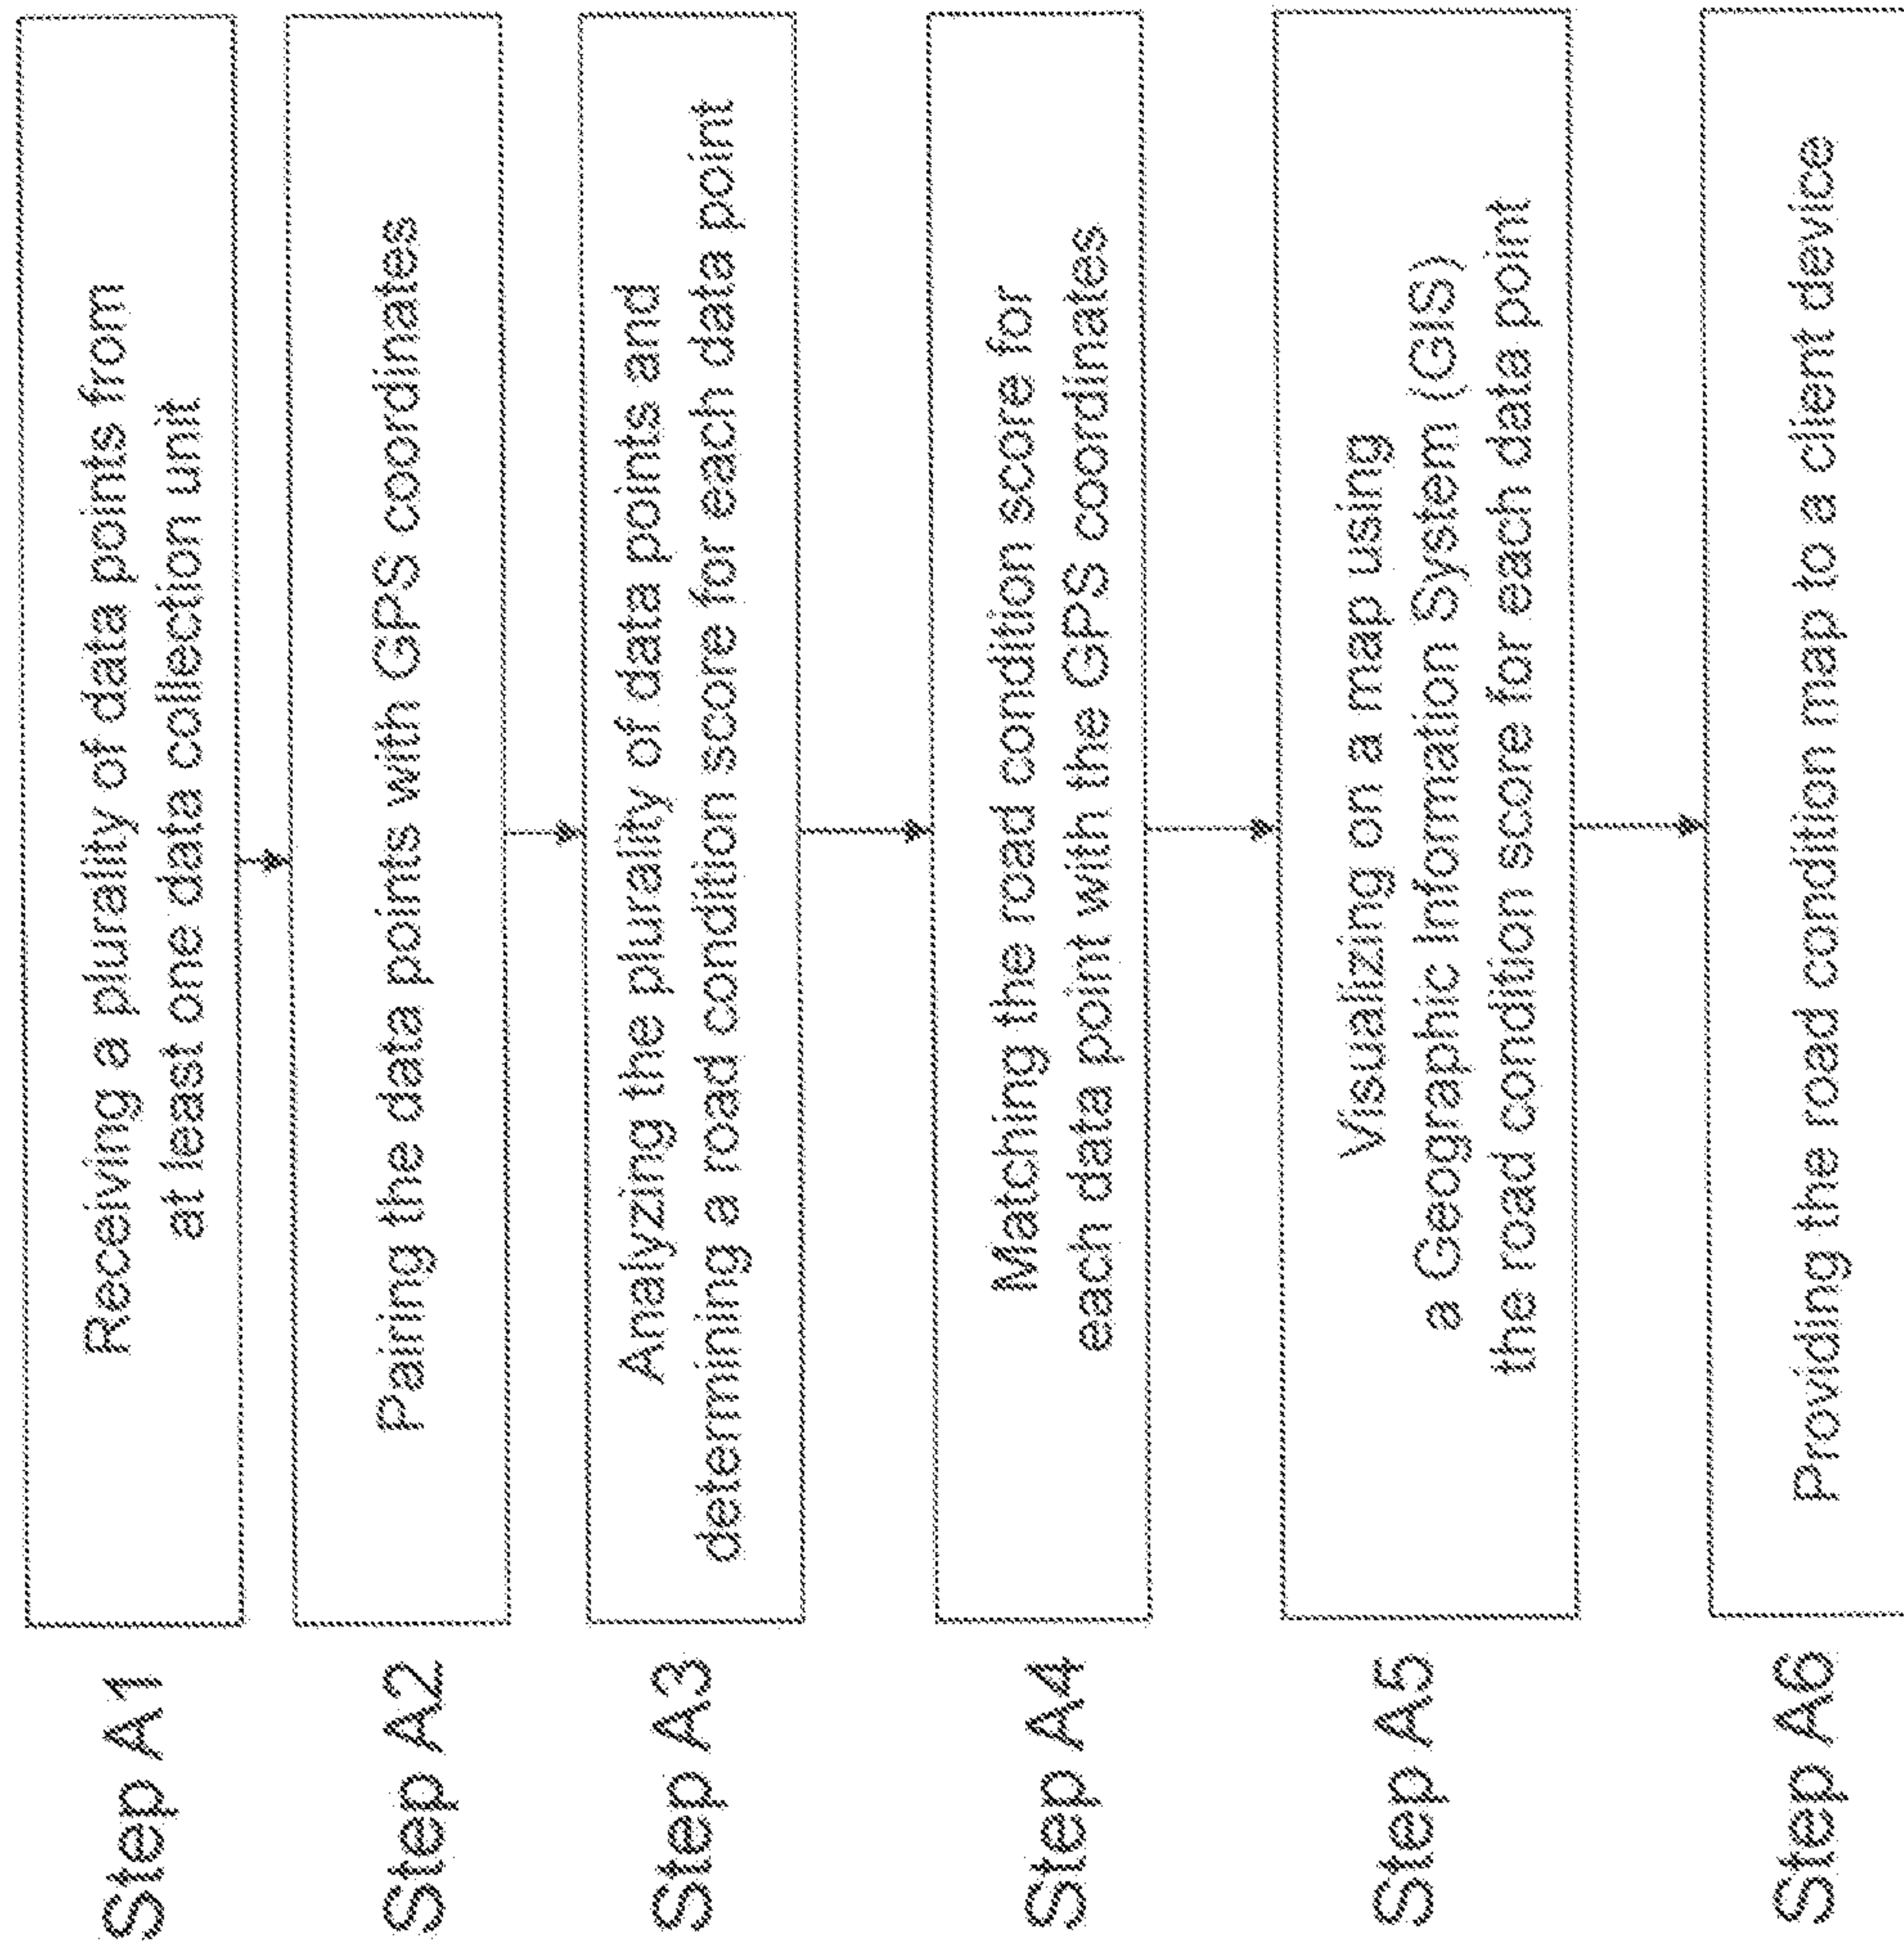 Step A1
Receiving a plurality of data points from
at least one data collection unit
Step A2
Pairing the data points with GPS coordinates
Step A3
Analyzing the plurality of data points and
determining a road condition score for each data point
Step A4
Matching the road condition score for
each data point with the GPS coordinates
Step A5
Visualizing on a map using
a Geographic Information System (GIS)
the road condition score for each data point
Step A6
Providing the road condition map to a client device